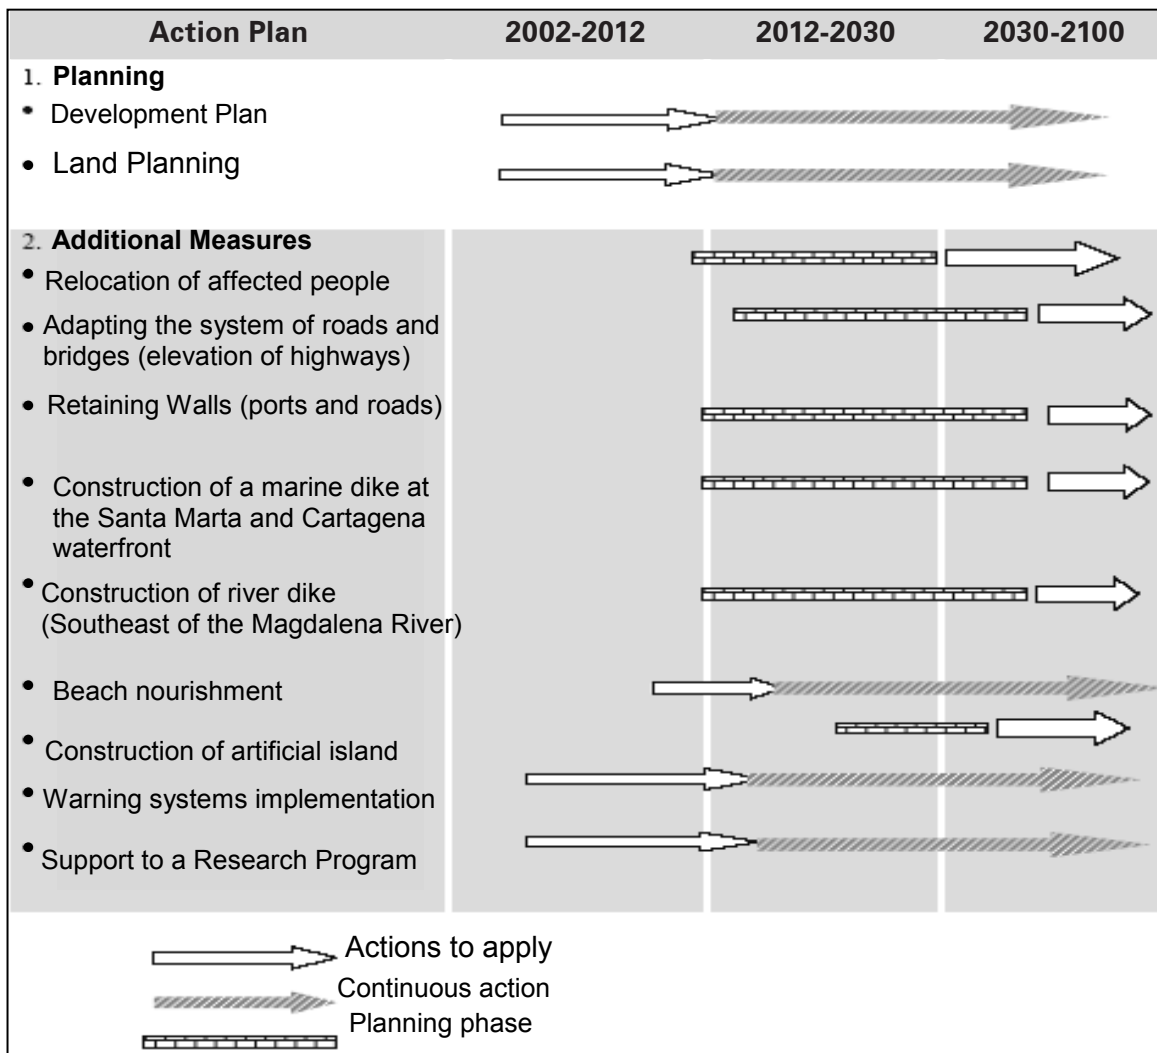 Action Plan 2002-2012 2012-2030 2030-2100
1. Planning
• Development Plan
• Land Planning
2. Additional Measures
• Relocation of affected people
• Adapting the system of roads and
bridges (elevation of highways)
• Retaining Walls (ports and roads)
• Construction of a marine dike at
the Santa Marta and Cartagena
waterfront
• Construction of river dike
(Southeast of the Magdalena River)
• Beach nourishment
• Construction of artificial island
• Warning systems implementation
• Support to a Research Program
Actions to apply
Continuous action
Planning phase